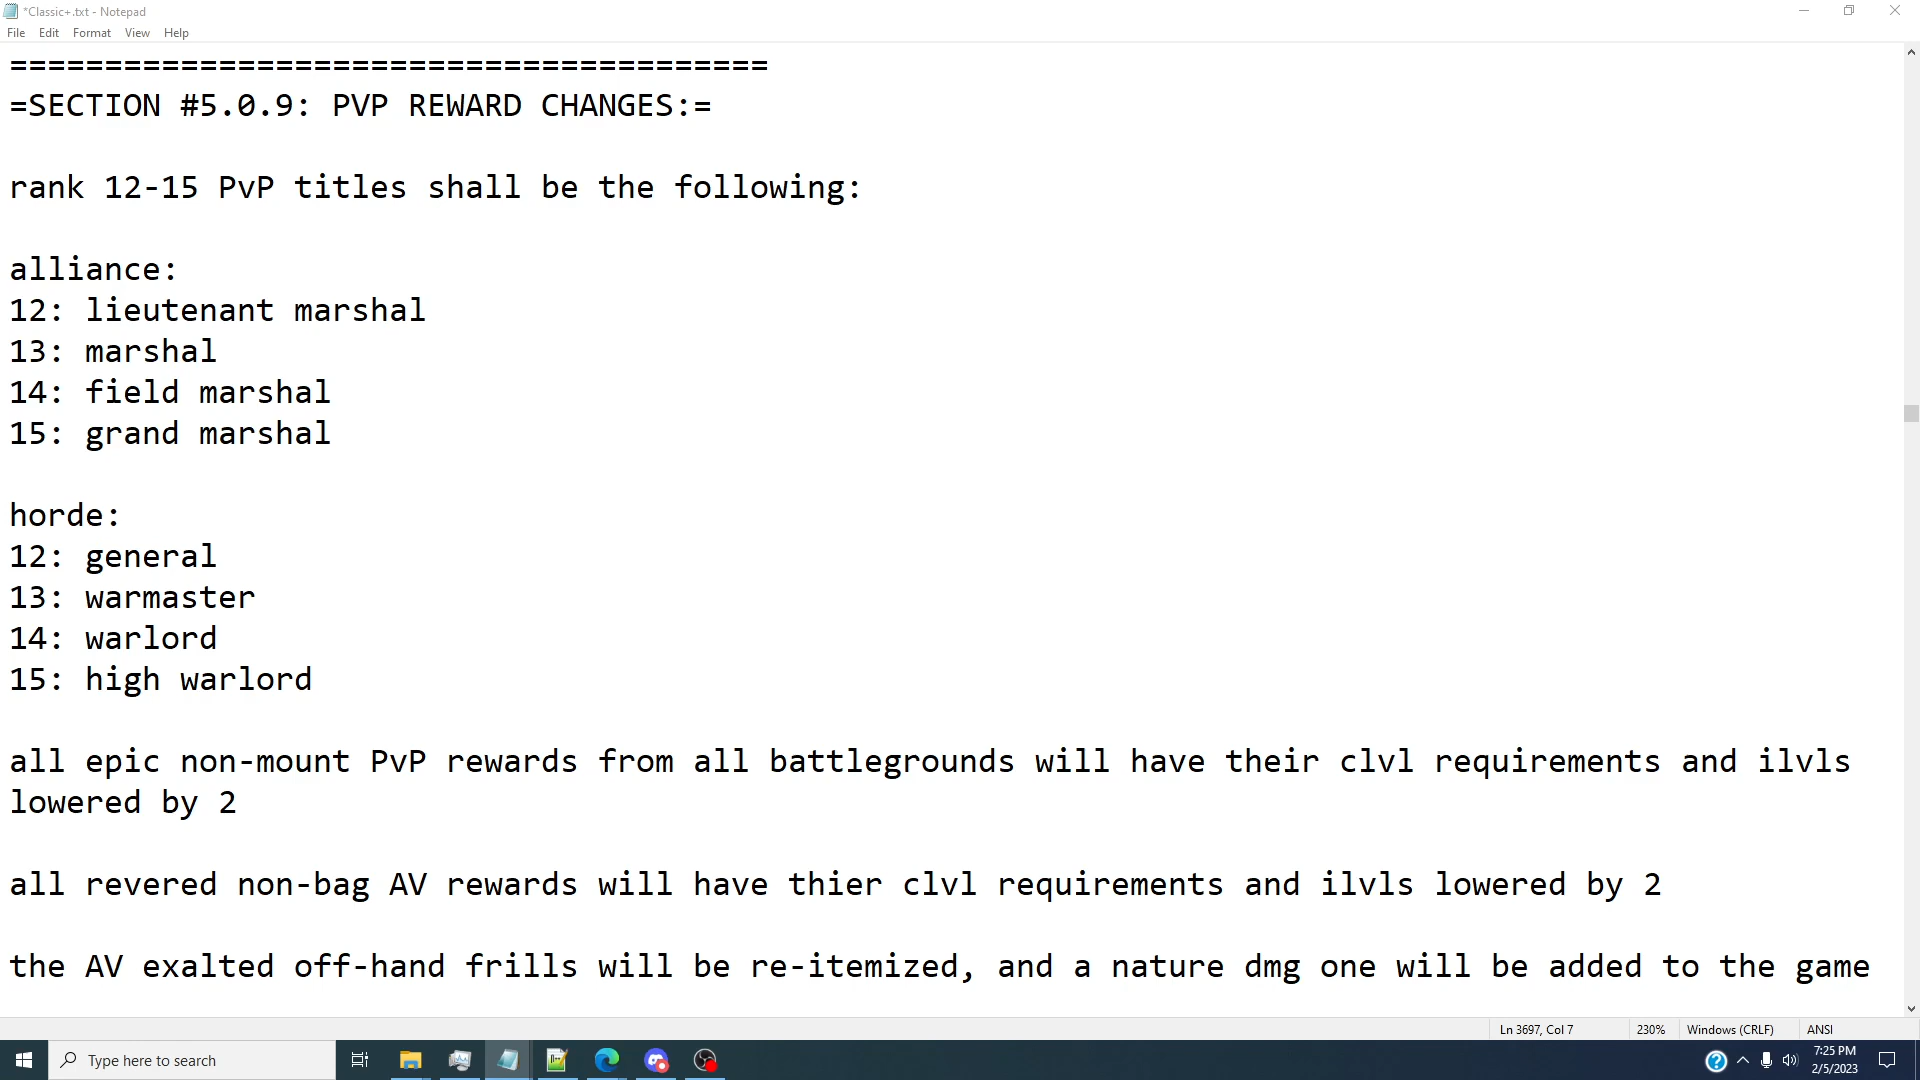 *Classic+.txt - Notepad
File Edit Format View Help
========================================
=SECTION #5.0.9: PVP REWARD CHANGES:=
rank 12-15 PvP titles shall be the following:
alliance:
12: lieutenant marshal
13: marshal
14: field marshal
15: grand marshal
horde:
12: general
13: warmaster
14: warlord
15: high warlord
all epic non-mount PvP rewards from all battlegrounds will have their clvl requirements and ilvls
lowered by 2
all revered non-bag AV rewards will have thier clvl requirements and ilvls lowered by 2
the AV exalted off-hand frills will be re-itemized, and a nature dmg one will be added to the game
Ln 3697, Col 7 230% Windows (CRLF) ANSI
Type here to search
7:25 PM
2/5/2023